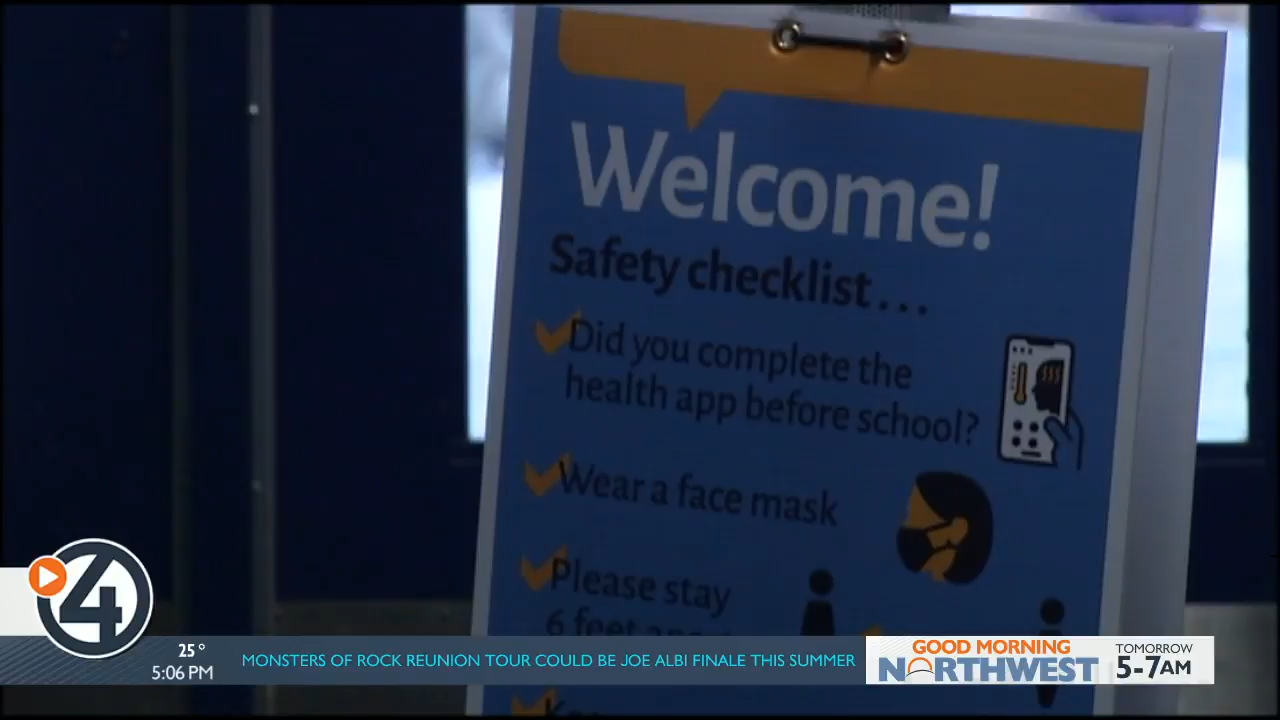 Welcome!
Safety checklist...
Did you complete the
health app before school?
Wear a face mask
Please stay
6 feet apart
4
25°
5:06 PM
MONSTERS OF ROCK REUNION TOUR COULD BE JOE ALBI FINALE THIS SUMMER
GOOD MORNING
NORTHWEST
TOMORROW
5-7AM